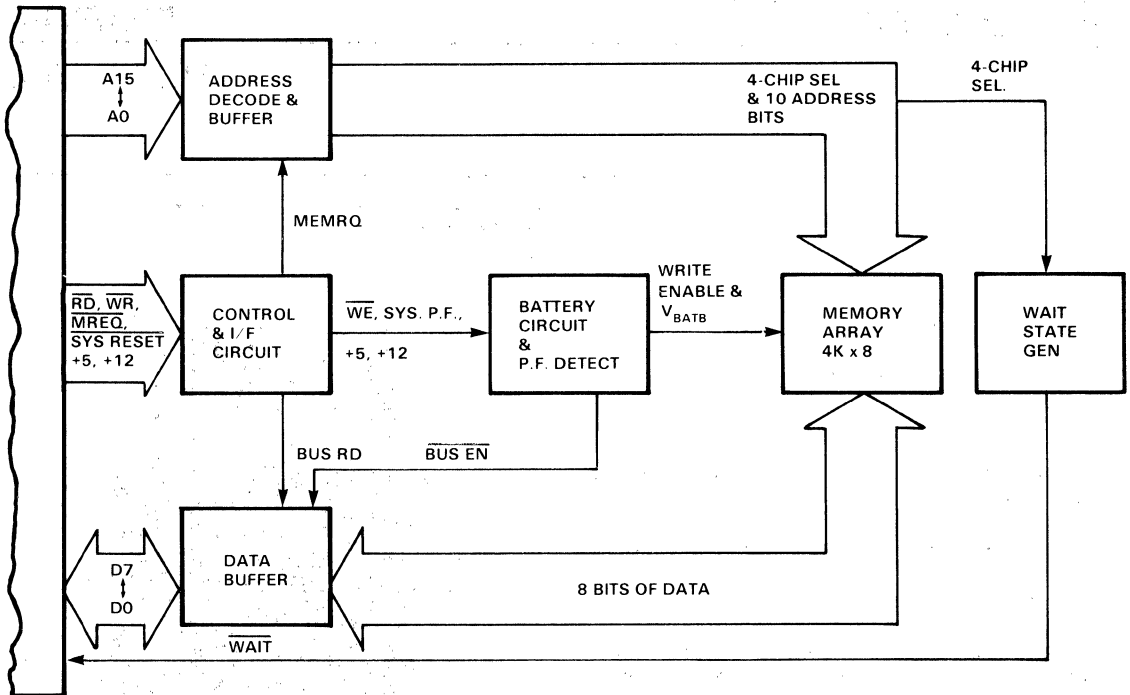 A15
A0
ADDRESS
DECODE &
BUFFER
4-CHIP SEL
& 10 ADDRESS
BITS
4-CHIP
SEL.
MEMRQ
RD, WR,
MREQ,
SYS RESET
+5, +12
CONTROL
& I/F
CIRCUIT
WE, SYS. P.F.,
+5, +12
BATTERY
CIRCUIT
&
P.F. DETECT
WRITE
ENABLE &
VBATB
MEMORY
ARRAY
4K x 8
WAIT
STATE
GEN
BUS RD
BUS EN
D7
D0
DATA
BUFFER
8 BITS OF DATA
WAIT